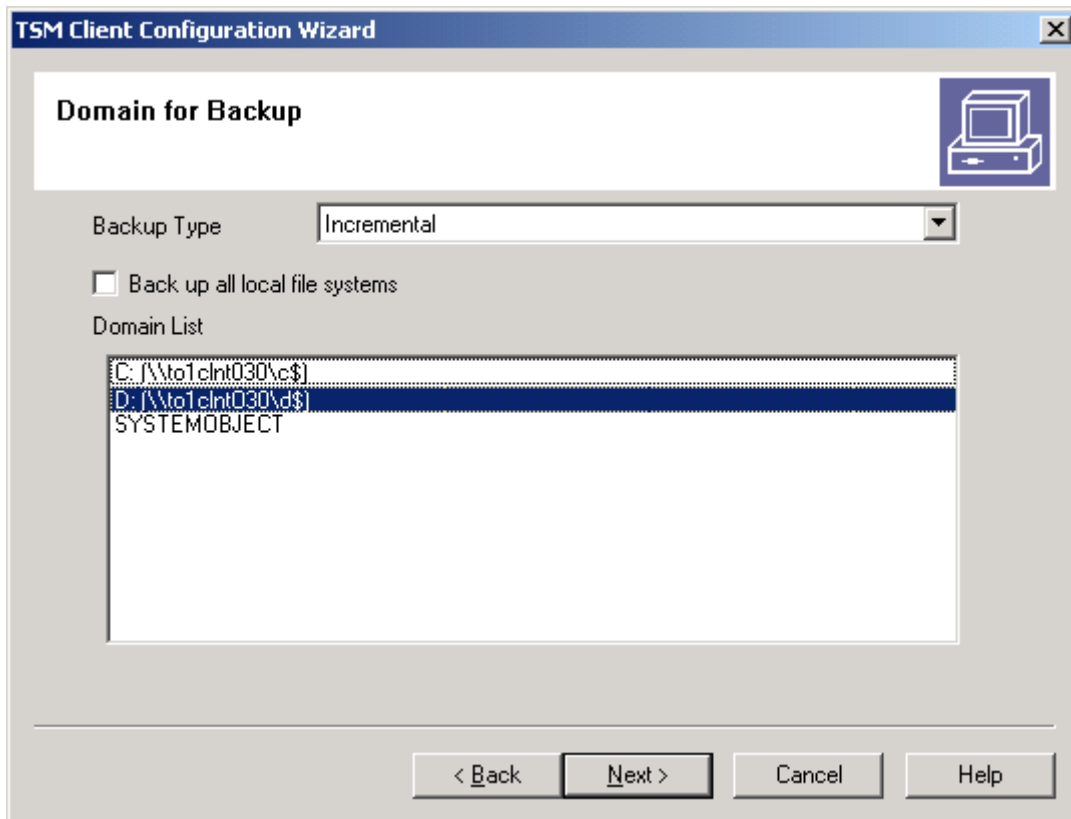 TSM Client Configuration Wizard
Domain for Backup
Backup Type Incremental
Back up all local file systems
Domain List
C: (\\to1clnt030\c$)
D: (\\to1clnt030\d$)
SYSTEMOBJECT
< Back Next > Cancel Help